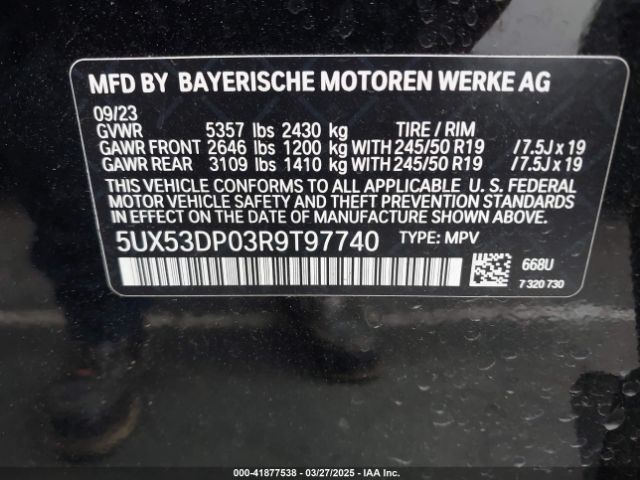 MFD BY BAYERISCHE MOTOREN WERKE AG
09/23
GVWR 5357 lbs 2430 kg TIRE / RIM
GAWR FRONT 2646 lbs 1200 kg WITH 245/50 R19 /7.5J x 19
GAWR REAR 3109 lbs 1410 kg WITH 245/50 R19 /7.5J x 19
THIS VEHICLE CONFORMS TO ALL APPLICABLE U. S. FEDERAL
MOTOR VEHICLE SAFETY AND THEFT PREVENTION STANDARDS
IN EFFECT ON THE DATE OF MANUFACTURE SHOWN ABOVE.
5UX53DP03R9T97740 TYPE: MPV
668U
7 320 730
000-41877538 - 03/27/2025 - IAAI.com